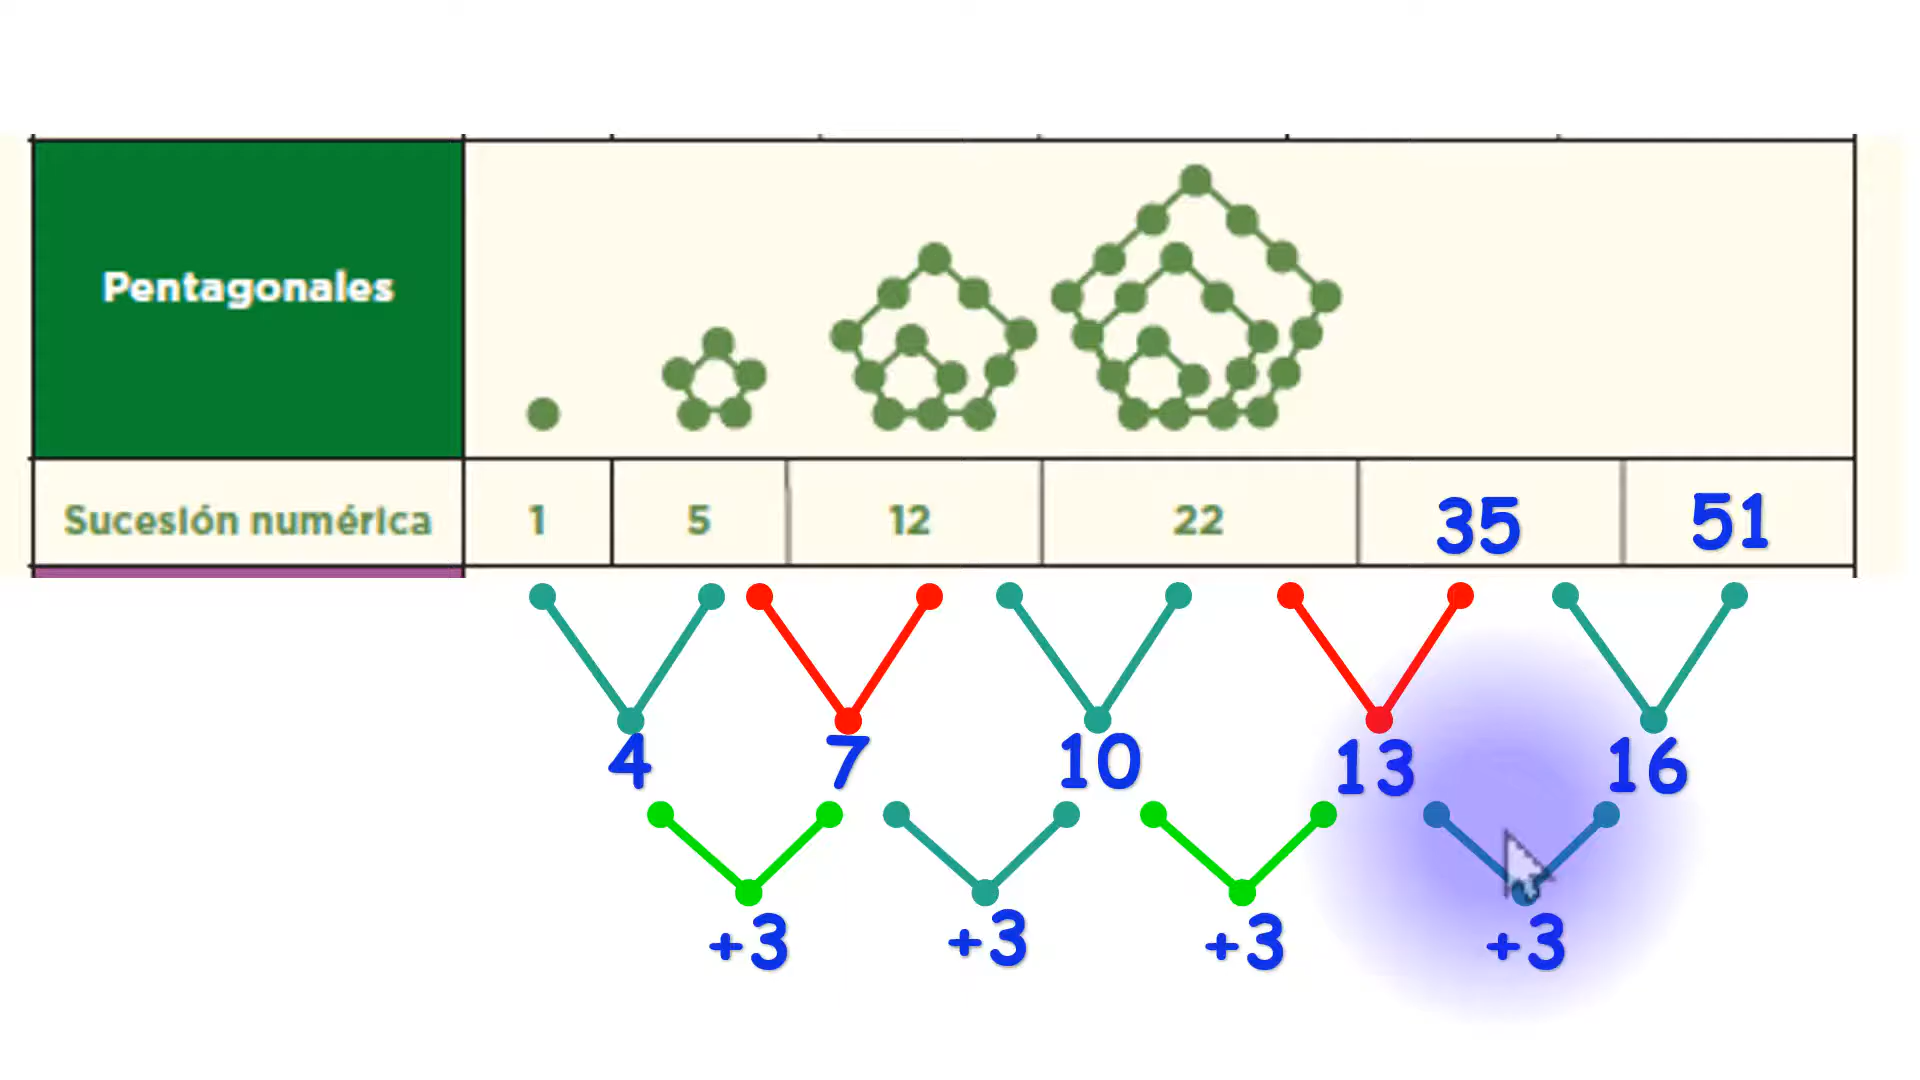 Pentagonales
Sucesión numérica 1 5 12 22 35 51
4 7 10 13 16
+3 +3 +3 +3